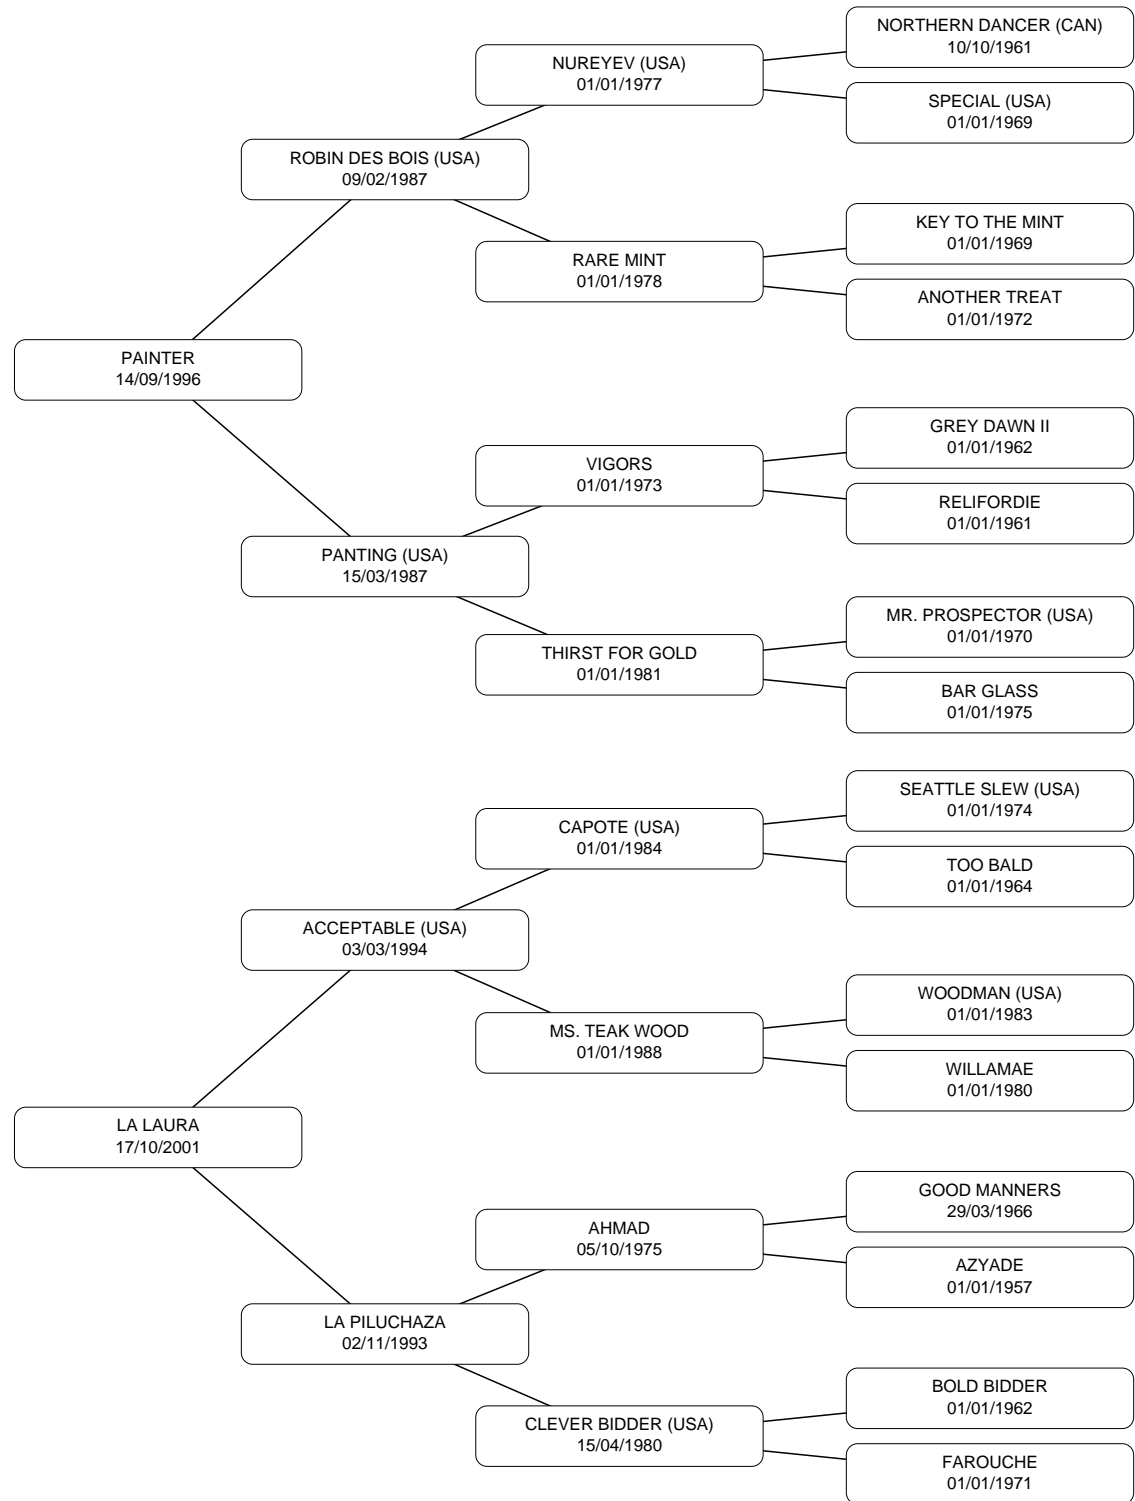 NORTHERN DANCER (CAN)
10/10/1961
NUREYEV (USA)
01/01/1977
SPECIAL (USA)
01/01/1969
ROBIN DES BOIS (USA)
09/02/1987
KEY TO THE MINT
01/01/1969
RARE MINT
01/01/1978
ANOTHER TREAT
01/01/1972
PAINTER
14/09/1996
GREY DAWN II
01/01/1962
VIGORS
01/01/1973
RELIFORDIE
01/01/1961
PANTING (USA)
15/03/1987
MR. PROSPECTOR (USA)
01/01/1970
THIRST FOR GOLD
01/01/1981
BAR GLASS
01/01/1975
SEATTLE SLEW (USA)
01/01/1974
CAPOTE (USA)
01/01/1984
TOO BALD
01/01/1964
ACCEPTABLE (USA)
03/03/1994
WOODMAN (USA)
01/01/1983
MS. TEAK WOOD
01/01/1988
WILLAMAE
01/01/1980
LA LAURA
17/10/2001
GOOD MANNERS
29/03/1966
AHMAD
05/10/1975
AZYADE
01/01/1957
LA PILUCHAZA
02/11/1993
BOLD BIDDER
01/01/1962
CLEVER BIDDER (USA)
15/04/1980
FAROUCHE
01/01/1971